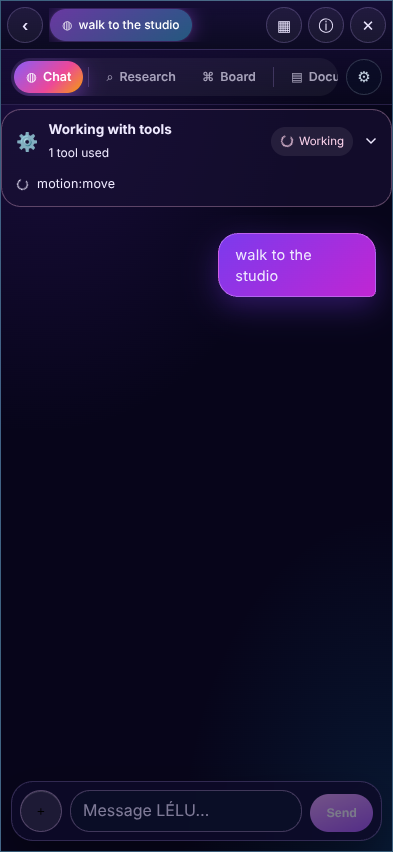 walk to the studio
Chat
Research
Board
Docu
Working with tools
1 tool used
Working
motion:move
walk to the
studio
+
Message LÉLU...
Send